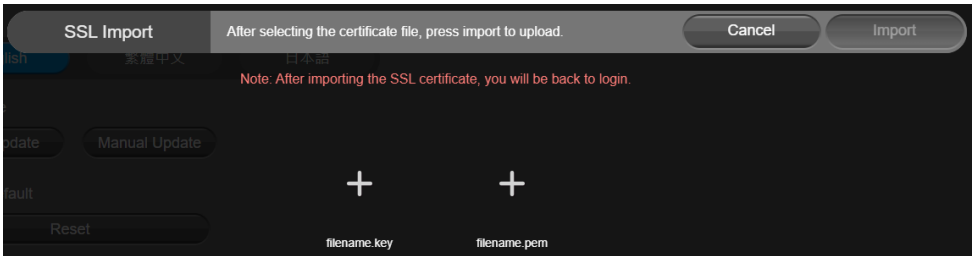 SSL Import
After selecting the certificate file, press import to upload.
Cancel
Import
lish
繁體中文
日本語
Note: After importing the SSL certificate, you will be back to login.
e
pdate
Manual Update
fault
Reset
filename.key
filename.pem